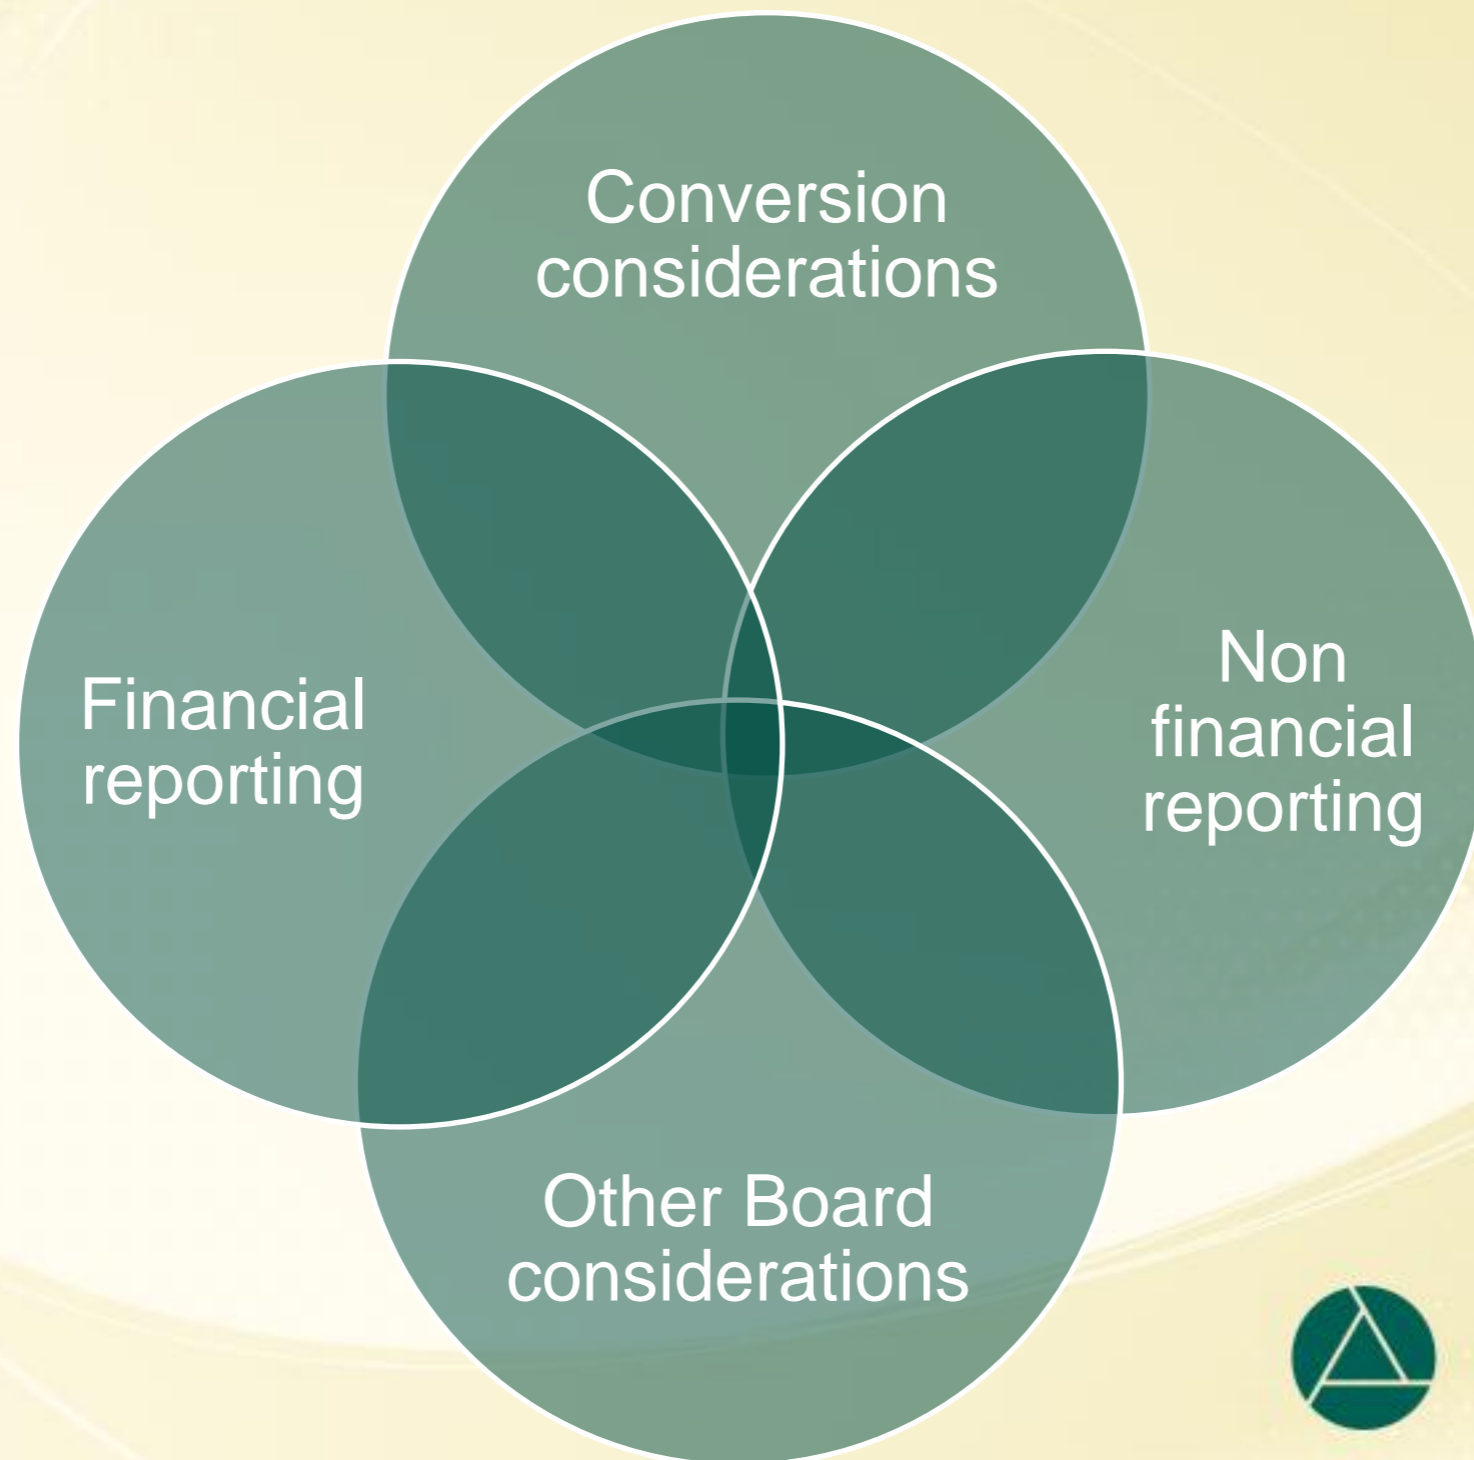 Conversion
considerations
Financial
reporting
Non
financial
reporting
Other Board
considerations